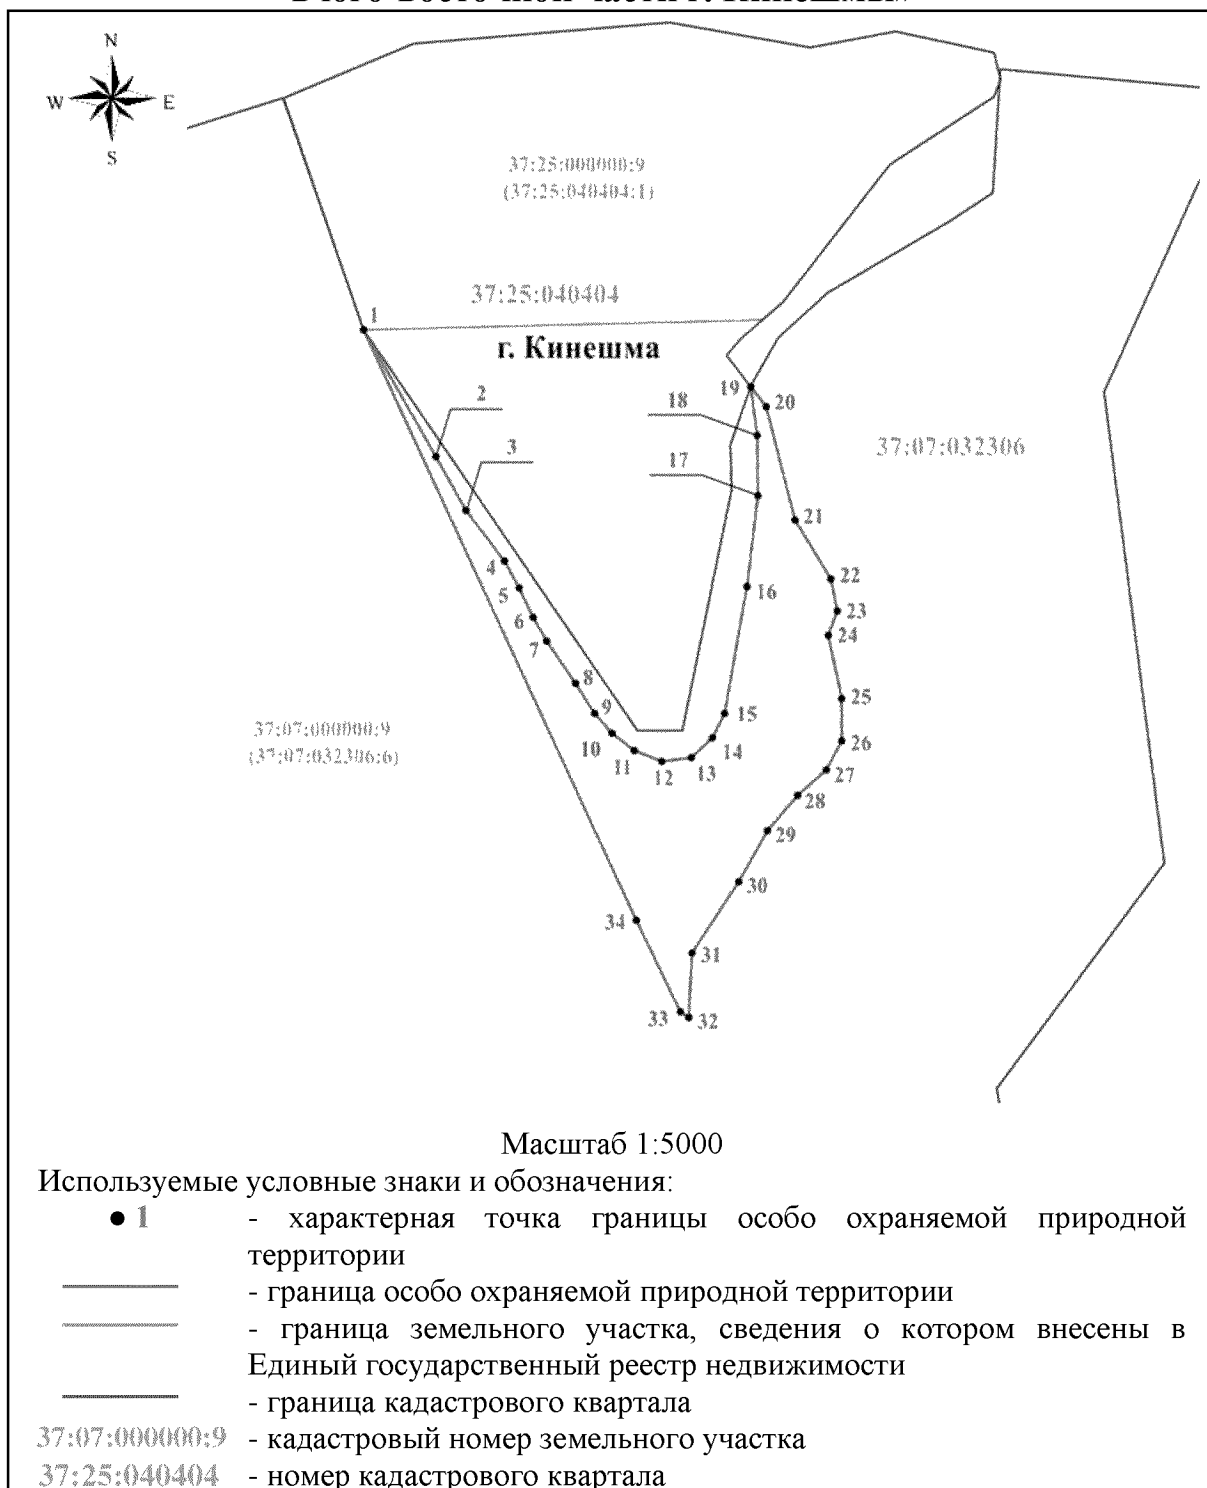 в юго-восточной части г. Кинешмы»
N
W E
S
37:25:000000:9
(37:25:040404:1)
37:25:040404
1
г. Кинешма
2
19
18
20
3
37:07:032306
17
21
4
5
22
16
6
23
7
24
8
25
9
15
37:07:000000:9
10
14
26
(37:07:032306:6)
11
12
13
27
28
29
30
34
31
33
32
Масштаб 1:5000
Используемые условные знаки и обозначения:
1 - характерная точка границы особо охраняемой природной
территории
- граница особо охраняемой природной территории
- граница земельного участка, сведения о котором внесены в
Единый государственный реестр недвижимости
- граница кадастрового квартала
37:07:000000:9 - кадастровый номер земельного участка
37:25:040404 - номер кадастрового квартала